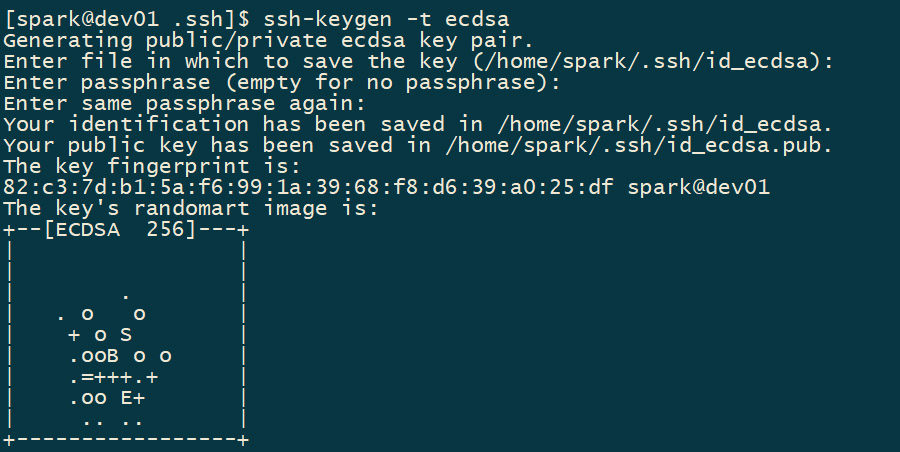 [spark@dev01 .ssh]$ ssh-keygen -t ecdsa
Generating public/private ecdsa key pair.
Enter file in which to save the key (/home/spark/.ssh/id_ecdsa):
Enter passphrase (empty for no passphrase):
Enter same passphrase again:
Your identification has been saved in /home/spark/.ssh/id_ecdsa.
Your public key has been saved in /home/spark/.ssh/id_ecdsa.pub.
The key fingerprint is:
82:c3:7d:b1:5a:f6:99:1a:39:68:f8:d6:39:a0:25:df spark@dev01
The key's randomart image is:
+--[ECDSA  256]---+
|                 |
|                 |
|        .        |
|   . o   o       |
|    + o S        |
|    .ooB o o     |
|    .=+++.+      |
|    .oo E+       |
|     .. ..       |
+-----------------+